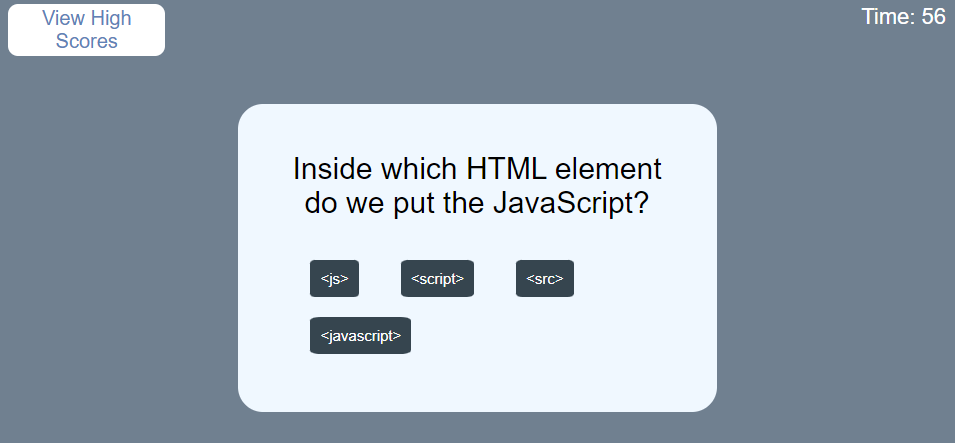 View High
Scores
Time: 56
Inside which HTML element
do we put the JavaScript?
<js>
<script>
<src>
<javascript>